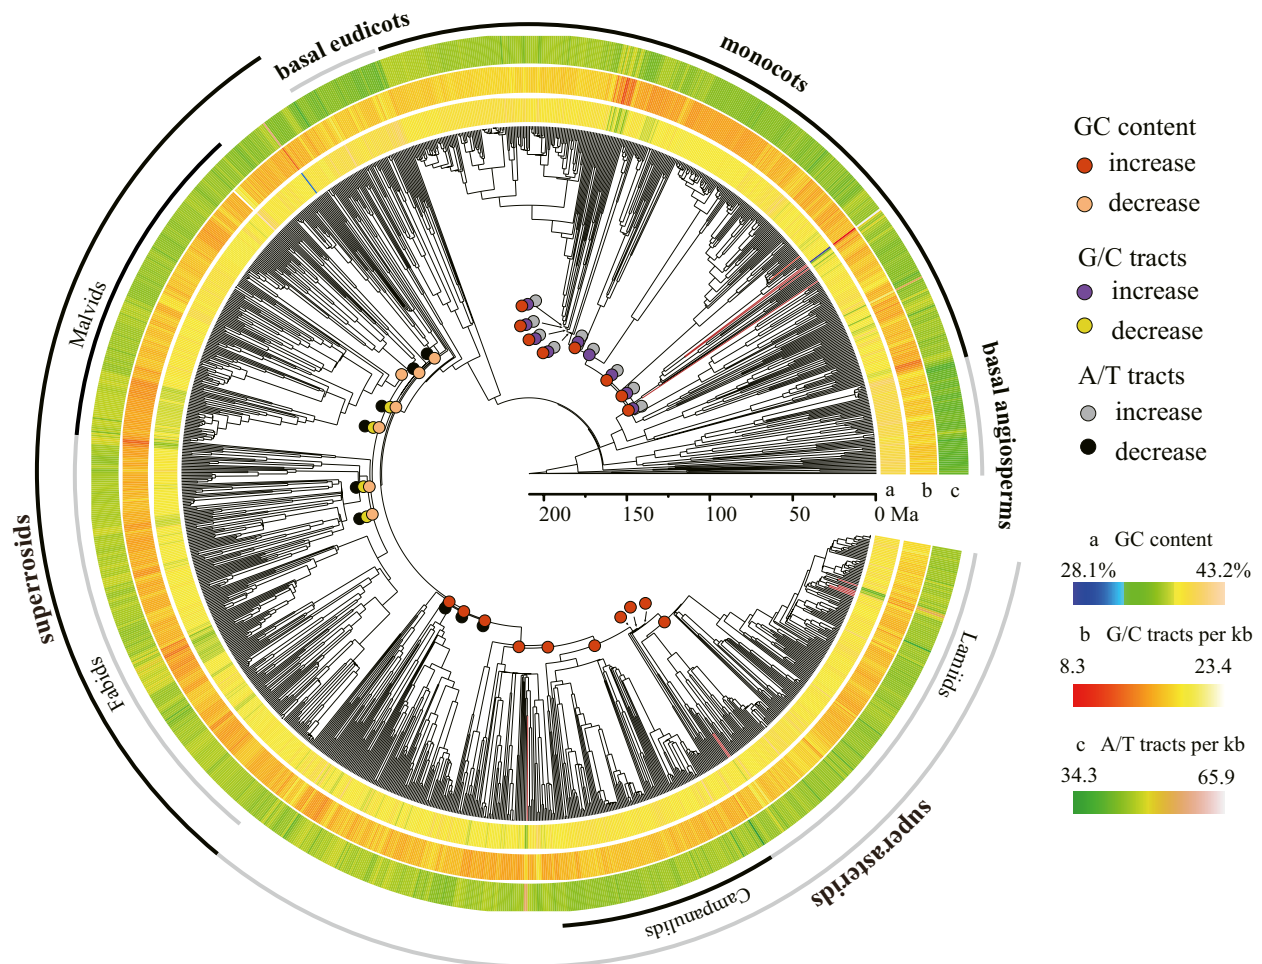 basal eudicots
monocots
Malvids
basal angiosperms
superrosids
Fabids
Lamiids
superasterids
Campanulids
a b c
200 150 100 50 0 Ma
GC content
increase
decrease
G/C tracts
increase
decrease
A/T tracts
increase
decrease
a GC content
28.1% 43.2%
b G/C tracts per kb
8.3 23.4
c A/T tracts per kb
34.3 65.9